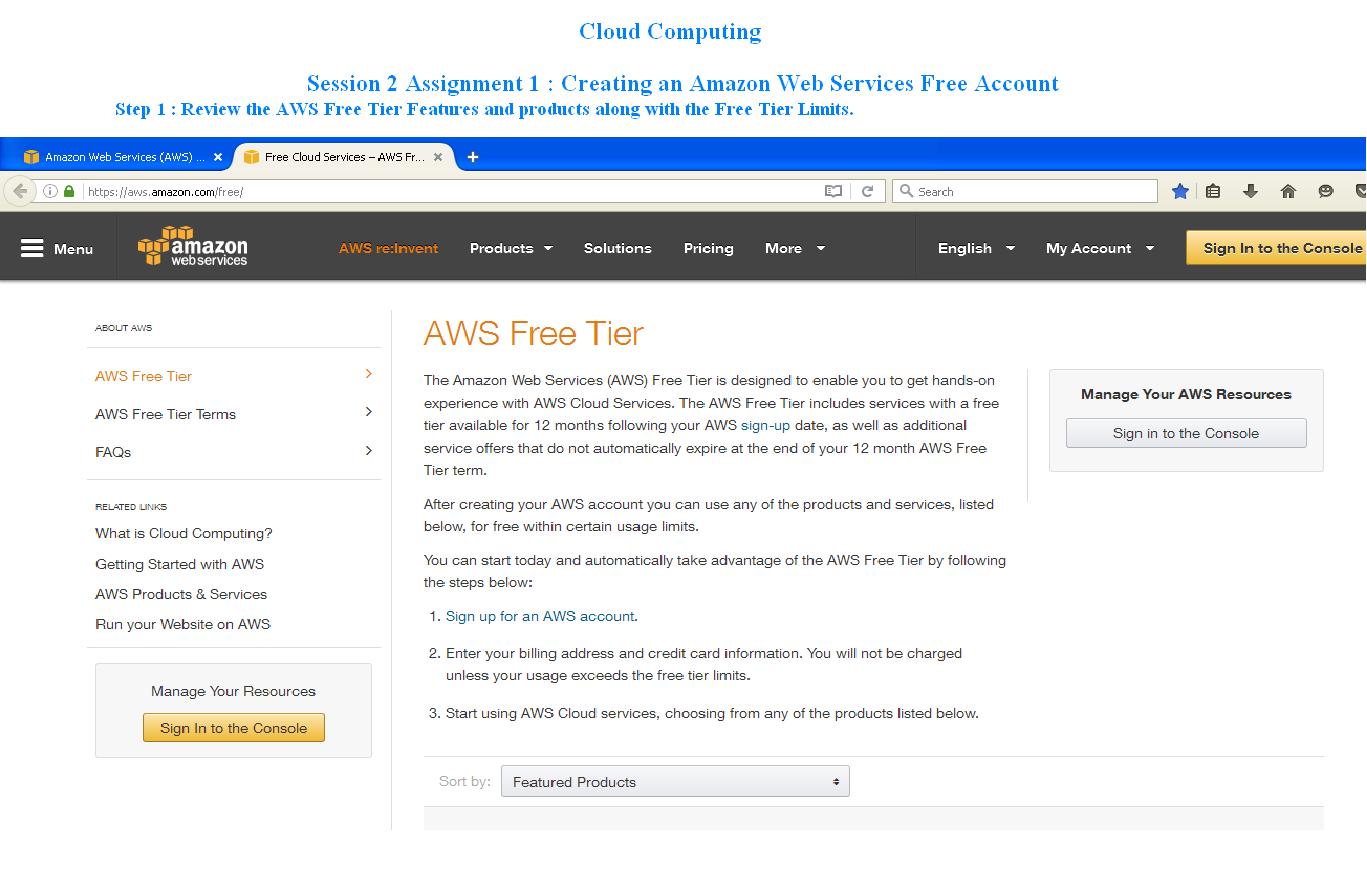 Cloud Computing
Session 2 Assignment 1 : Creating an Amazon Web Services Free Account
Step 1 : Review the AWS Free Tier Features and products along with the Free Tier Limits.
Amazon Web Services (AWS) ...
Free Cloud Services – AWS Fr...
https://aws.amazon.com/free/
Search
Menu
amazon
web services
AWS re:Invent
Products
Solutions
Pricing
More
English
My Account
Sign In to the Console
ABOUT AWS
AWS Free Tier
AWS Free Tier Terms
FAQs
RELATED LINKS
What is Cloud Computing?
Getting Started with AWS
AWS Products & Services
Run your Website on AWS
Manage Your Resources
Sign In to the Console
AWS Free Tier
The Amazon Web Services (AWS) Free Tier is designed to enable you to get hands-on
experience with AWS Cloud Services. The AWS Free Tier includes services with a free
tier available for 12 months following your AWS sign-up date, as well as additional
service offers that do not automatically expire at the end of your 12 month AWS Free
Tier term.
After creating your AWS account you can use any of the products and services, listed
below, for free within certain usage limits.
You can start today and automatically take advantage of the AWS Free Tier by following
the steps below:
1. Sign up for an AWS account.
2. Enter your billing address and credit card information. You will not be charged
unless your usage exceeds the free tier limits.
3. Start using AWS Cloud services, choosing from any of the products listed below.
Sort by:
Featured Products
Manage Your AWS Resources
Sign in to the Console